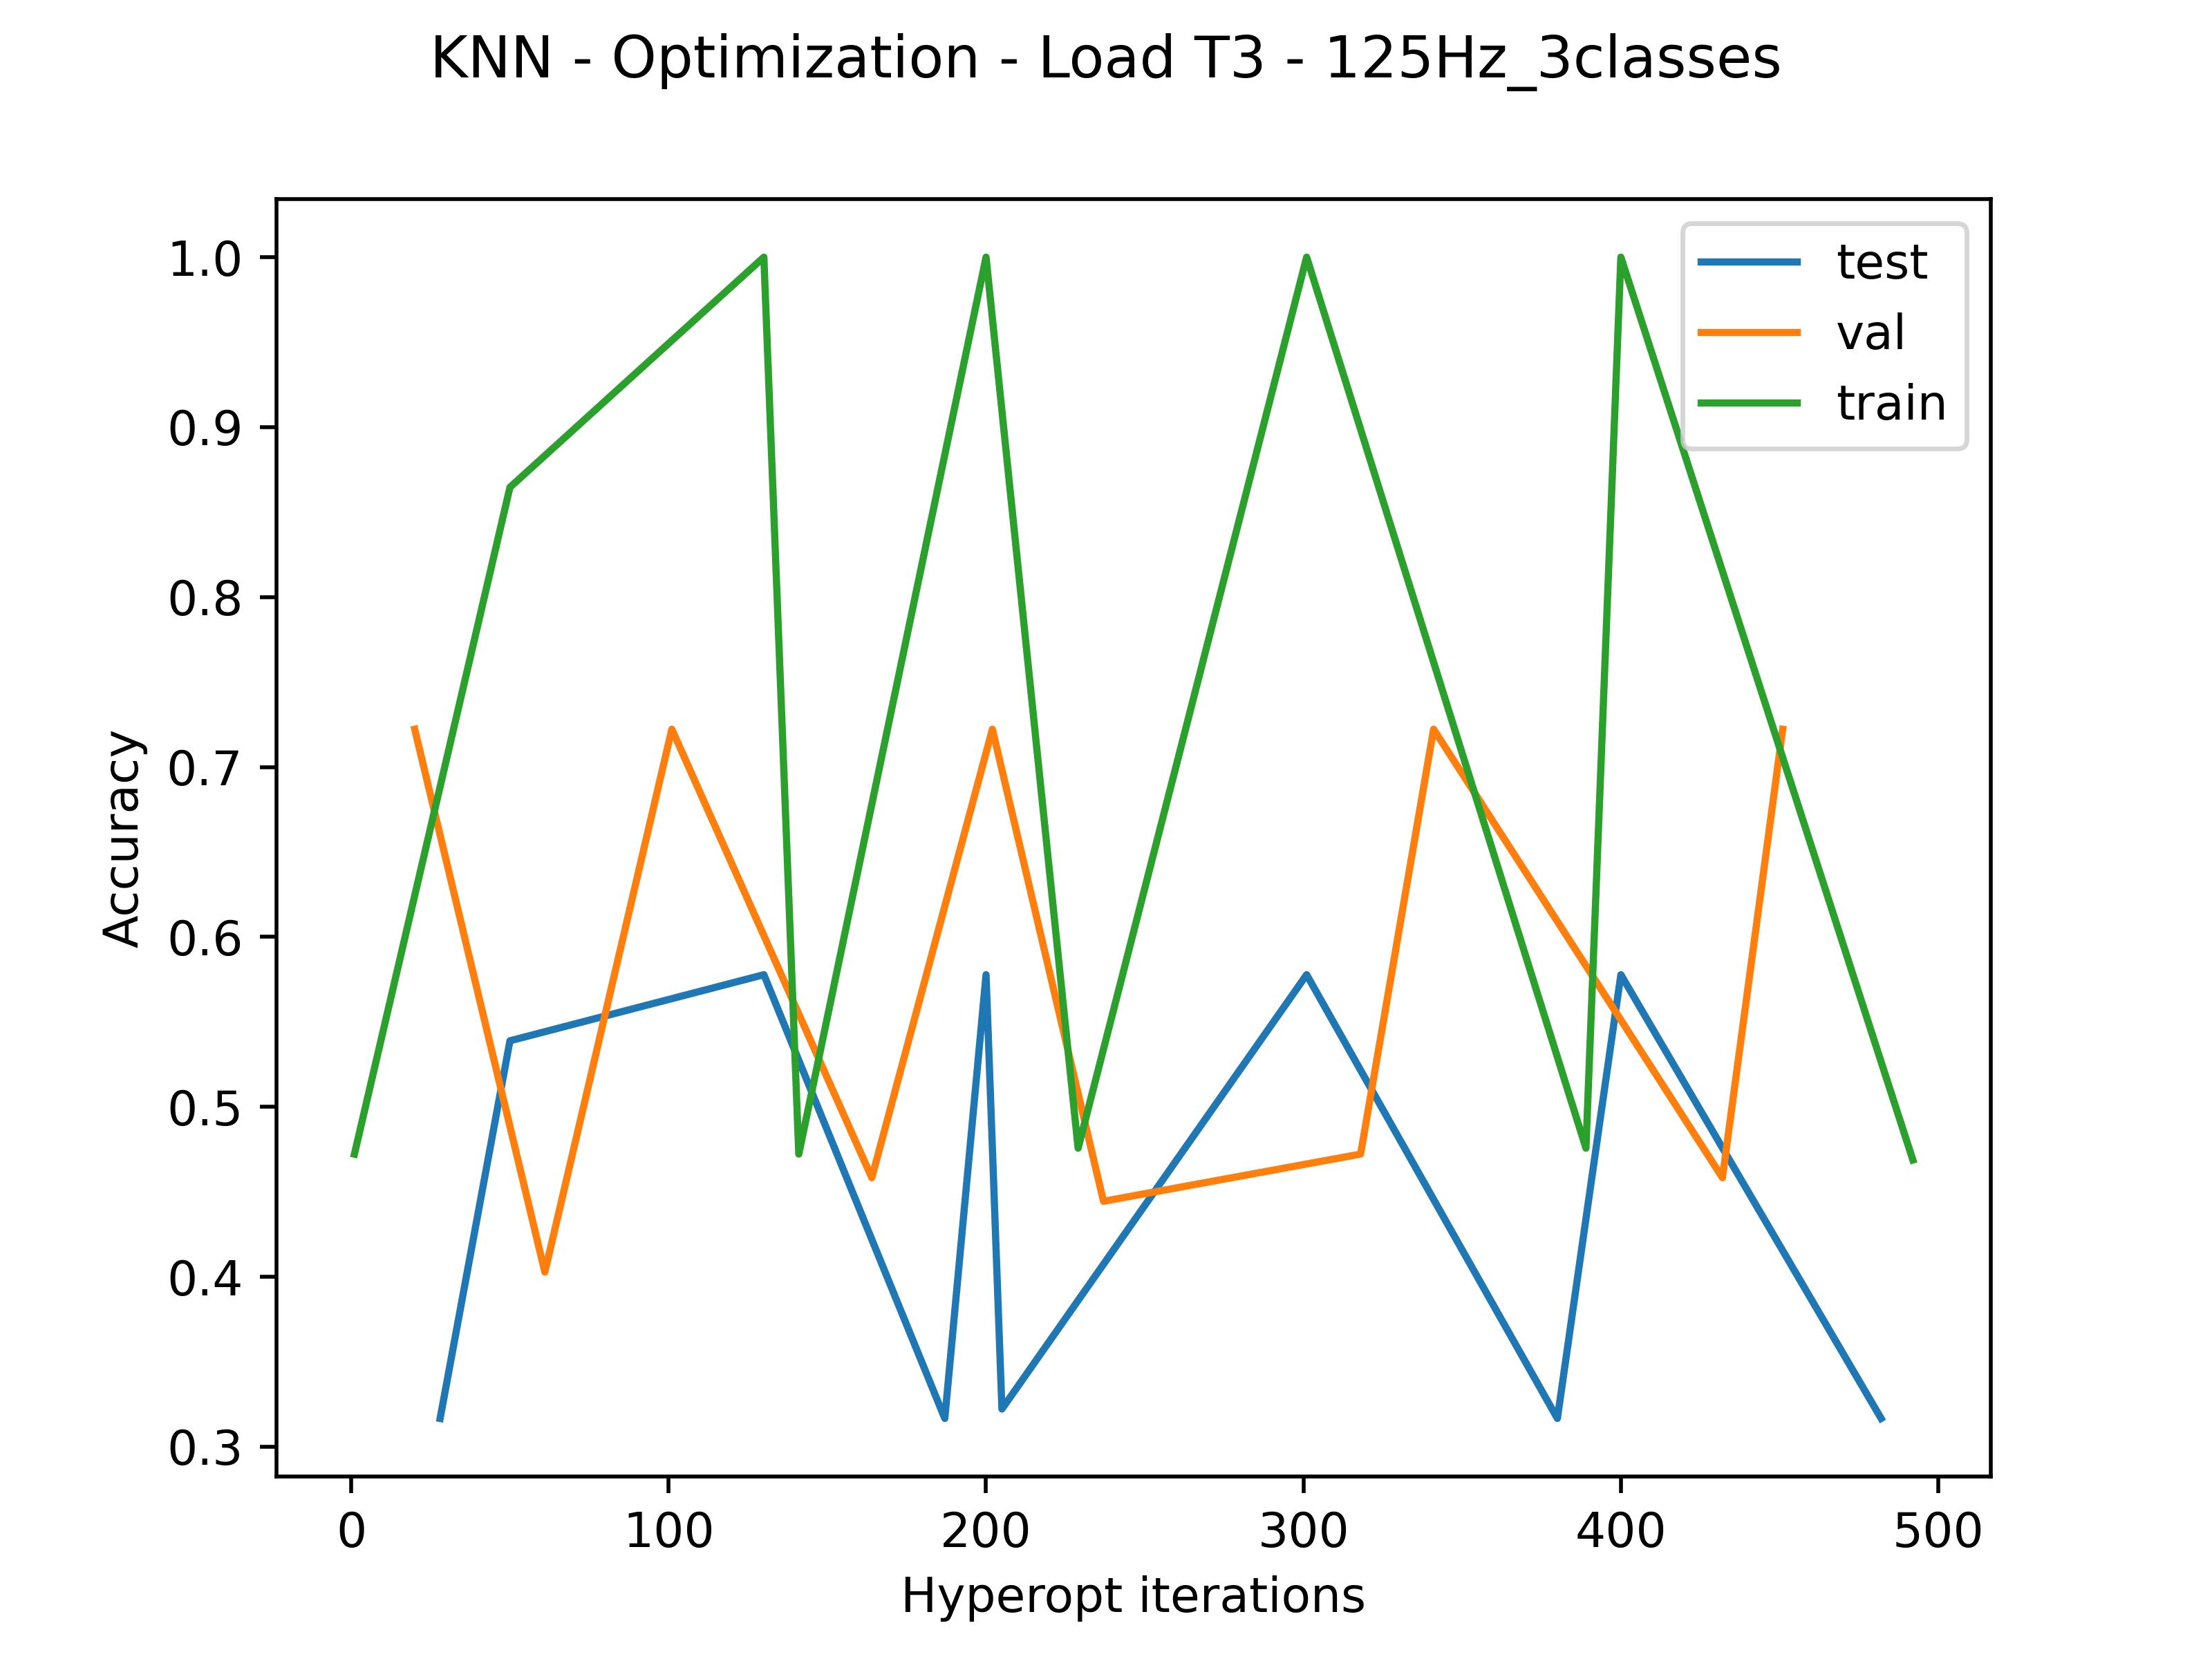 KNN - Optimization - Load T3 - 125Hz_3classes
1.0
0.9
0.8
0.7
0.6
0.5
0.4
0.3
Accuracy
test
val
train
0 100 200 300 400 500
Hyperopt iterations